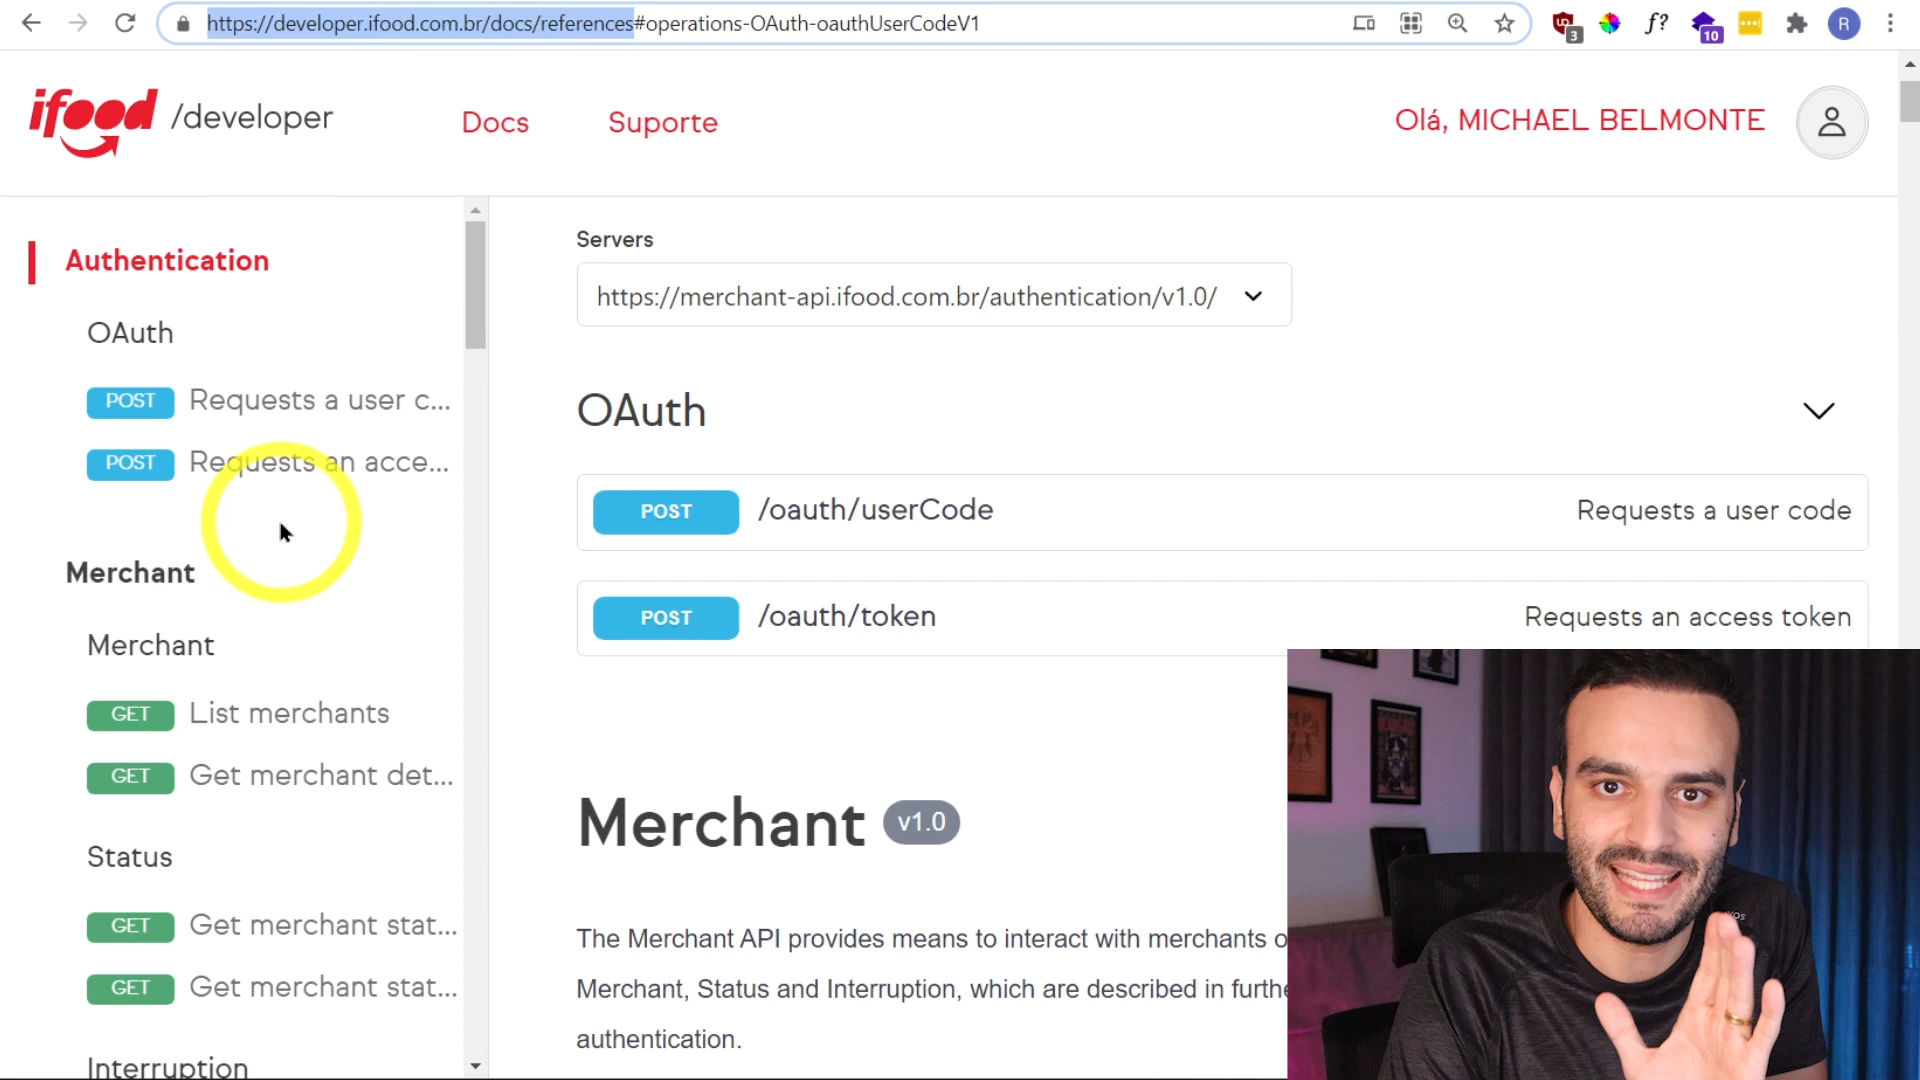 https://developer.ifood.com.br/docs/references#operations-OAuth-oauthUserCodeV1
3
f?
10
R
ifood /developer
Docs
Suporte
Olá, MICHAEL BELMONTE
Authentication
OAuth
POST Requests a user c...
POST Requests an acce...
Merchant
Merchant
GET List merchants
GET Get merchant det...
Status
GET Get merchant stat...
GET Get merchant stat...
Interruption
Servers
https://merchant-api.ifood.com.br/authentication/v1.0/
OAuth
POST /oauth/userCode Requests a user code
POST /oauth/token Requests an access token
Merchant v1.0
The Merchant API provides means to interact with merchants
Merchant, Status and Interruption, which are described in
authentication.